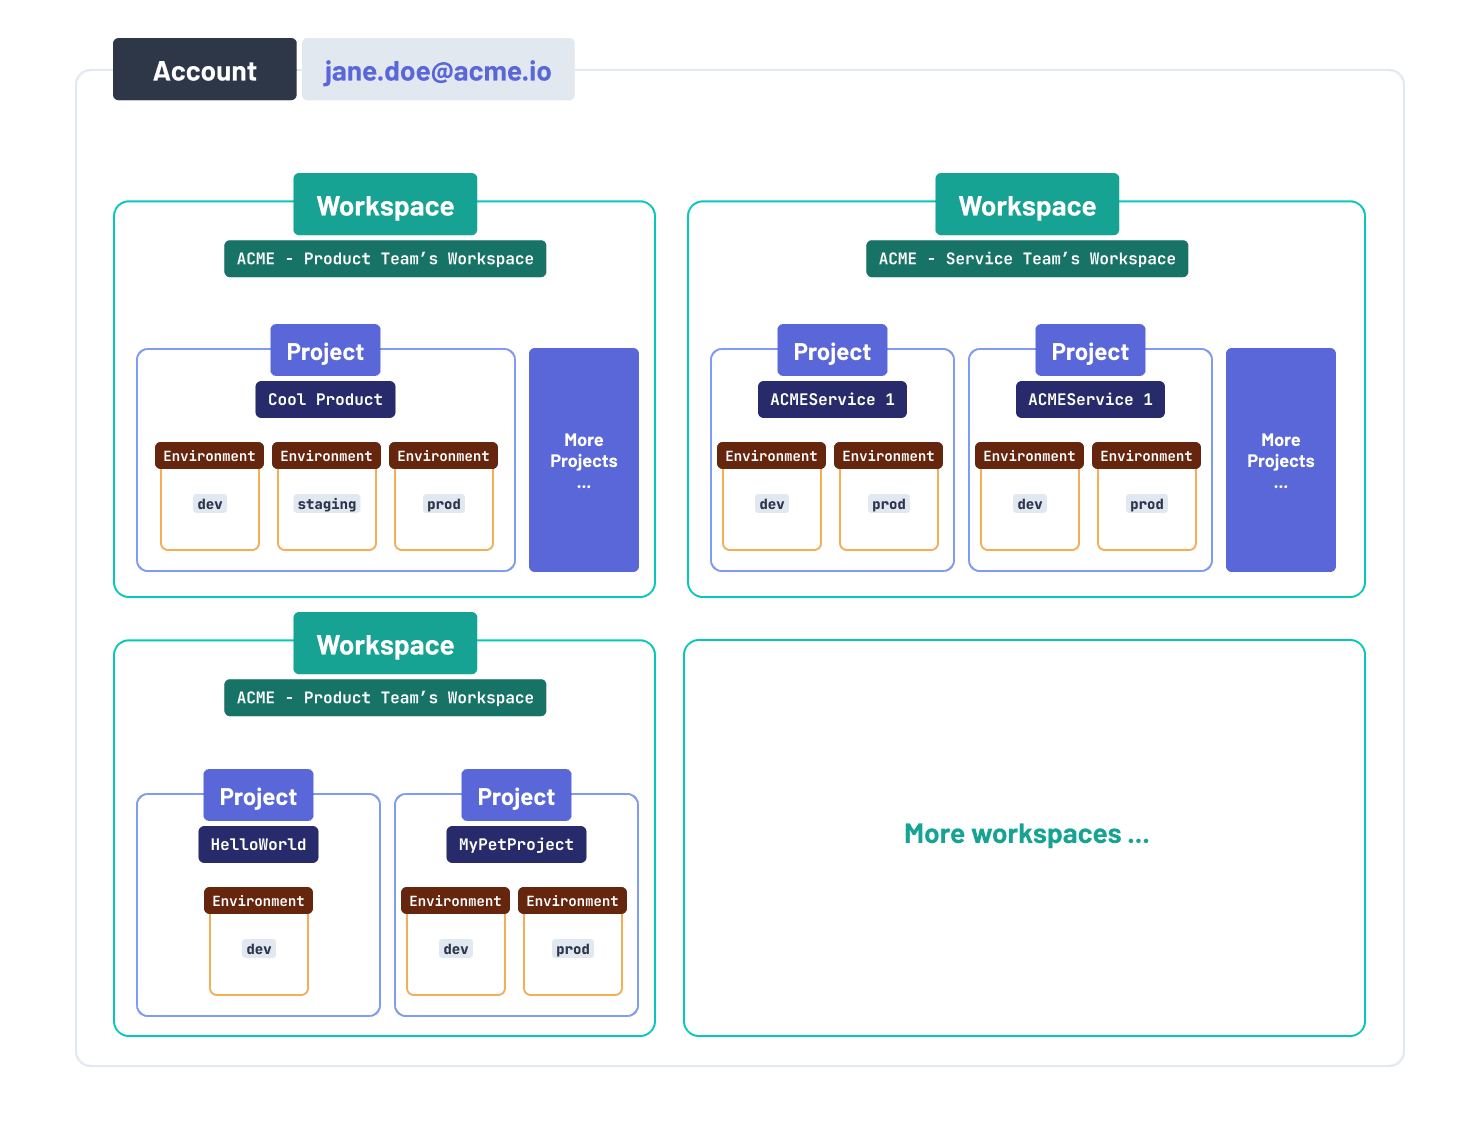 Account
jane.doe@acme.io
Workspace
ACME - Product Team’s Workspace
Project
Cool Product
Environment
dev
Environment
staging
Environment
prod
More
Projects
...
Workspace
ACME - Service Team’s Workspace
Project
ACMEService 1
Environment
dev
Environment
prod
Project
ACMEService 1
Environment
dev
Environment
prod
More
Projects
...
Workspace
ACME - Product Team’s Workspace
Project
HelloWorld
Environment
dev
Project
MyPetProject
Environment
dev
Environment
prod
More workspaces ...